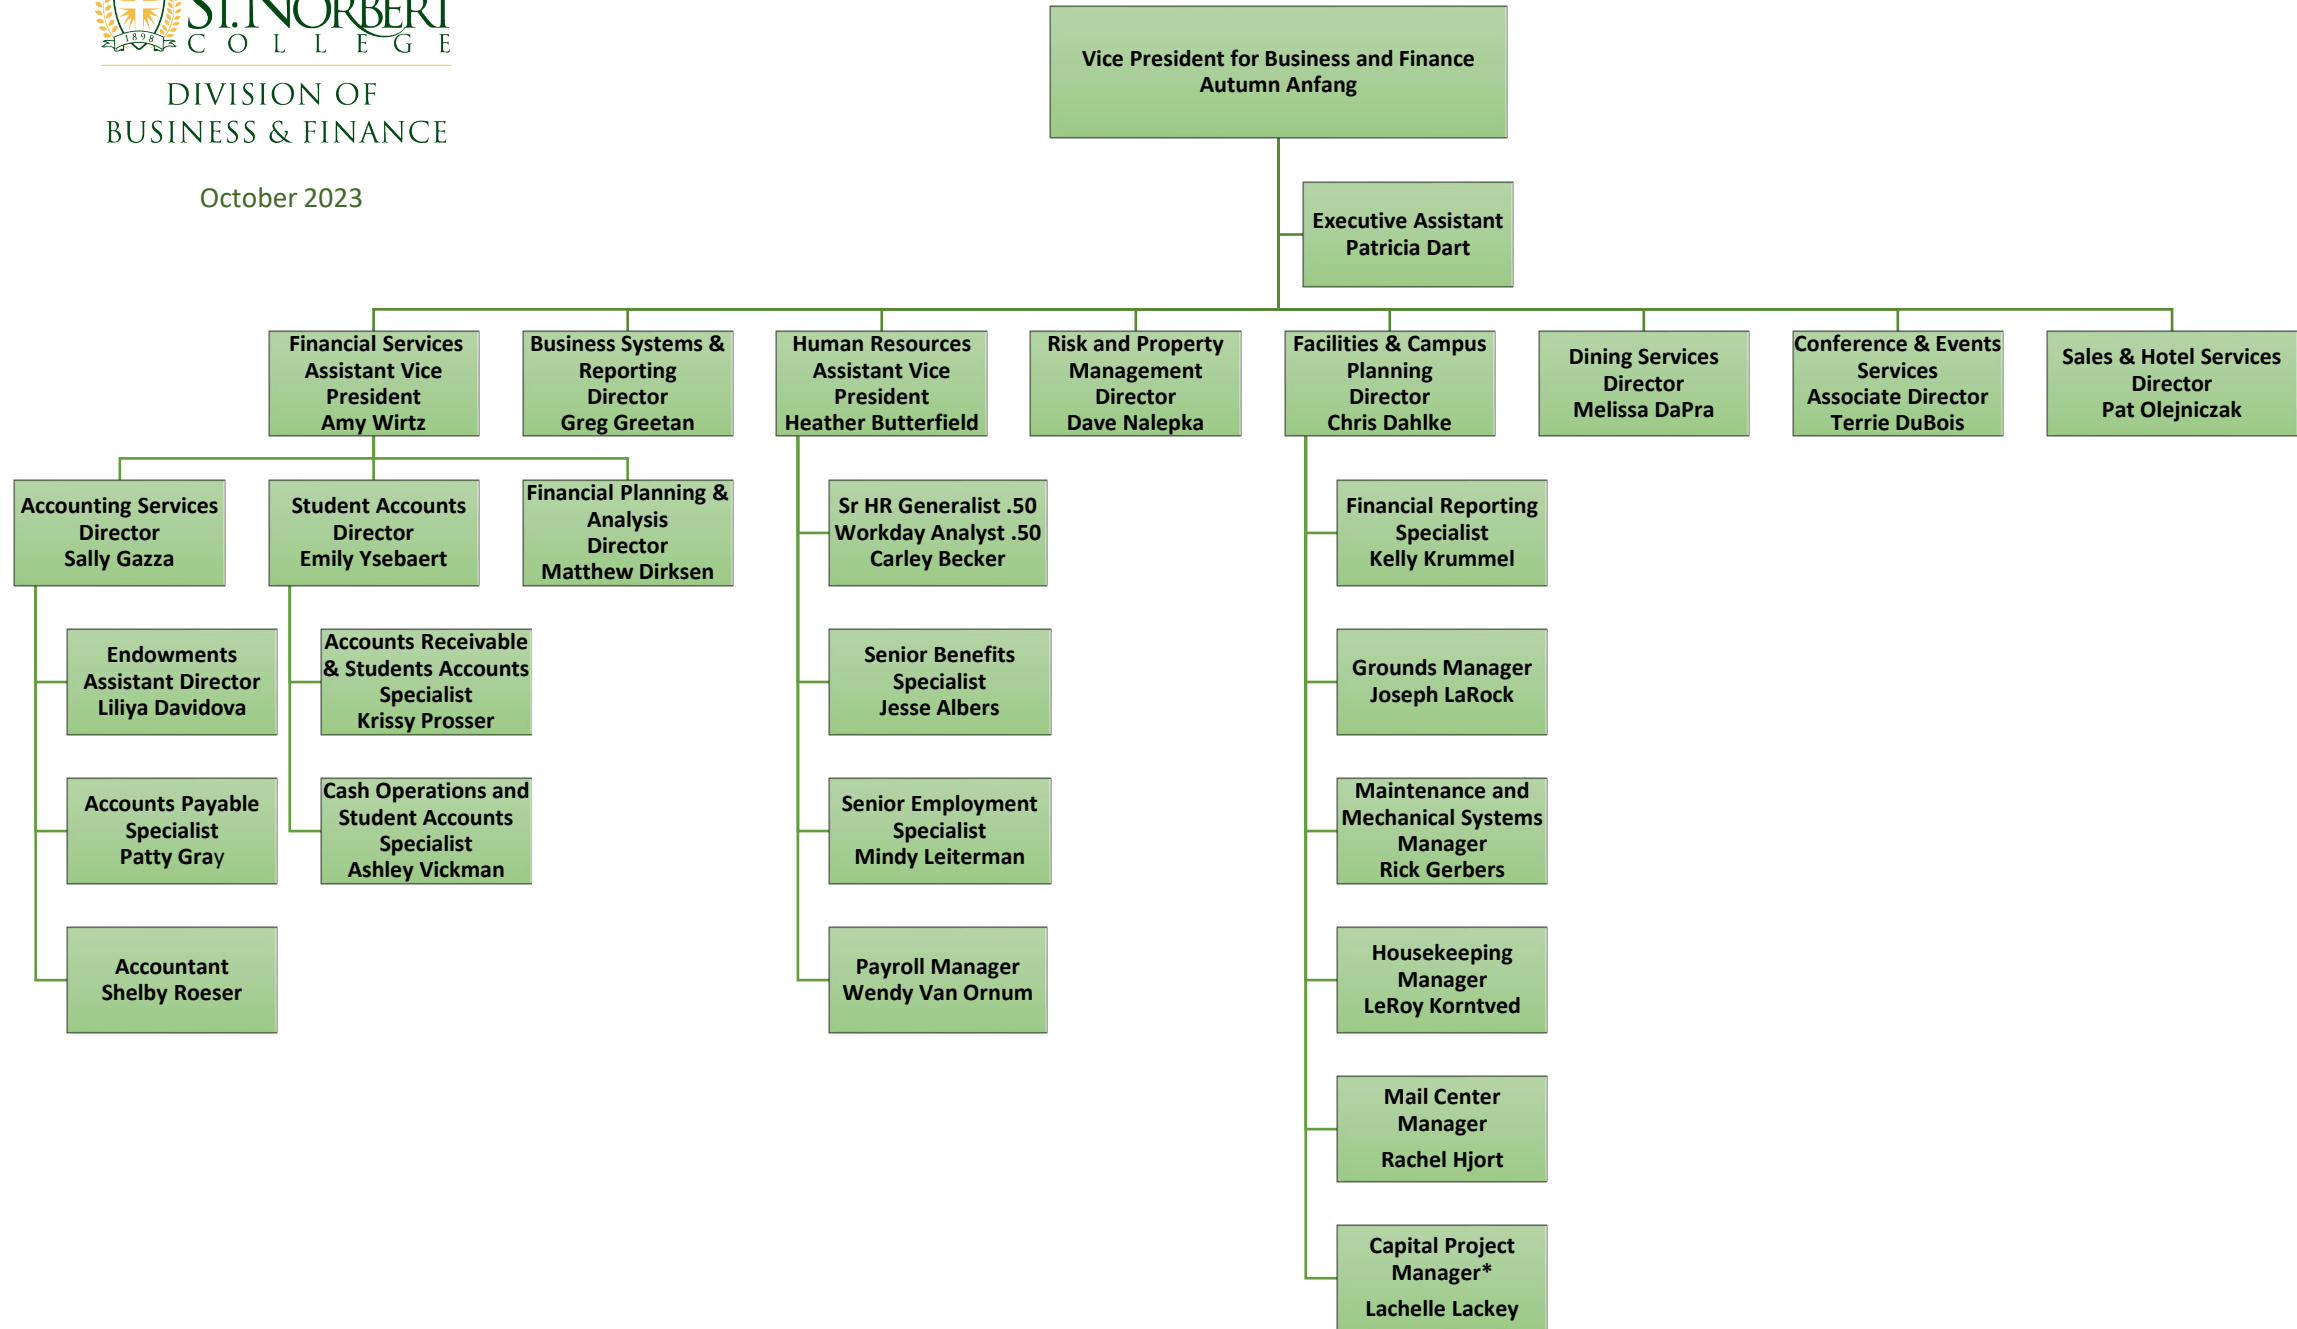 ST. NORBERT
COLLEGE
1898
DIVISION OF
BUSINESS & FINANCE
October 2023
Vice President for Business and Finance
Autumn Anfang
Executive Assistant
Patricia Dart
Financial Services
Assistant Vice
President
Amy Wirtz
Business Systems &
Reporting
Director
Greg Greetan
Human Resources
Assistant Vice
President
Heather Butterfield
Risk and Property
Management
Director
Dave Nalepka
Facilities & Campus
Planning
Director
Chris Dahlke
Dining Services
Director
Melissa DaPra
Conference & Events
Services
Associate Director
Terrie DuBois
Sales & Hotel Services
Director
Pat Olejniczak
Accounting Services
Director
Sally Gazza
Student Accounts
Director
Emily Ysebaert
Financial Planning &
Analysis
Director
Matthew Dirksen
Sr HR Generalist .50
Workday Analyst .50
Carley Becker
Financial Reporting
Specialist
Kelly Krummel
Endowments
Assistant Director
Liliya Davidova
Accounts Receivable
& Students Accounts
Specialist
Krissy Prosser
Senior Benefits
Specialist
Jesse Albers
Grounds Manager
Joseph LaRock
Accounts Payable
Specialist
Patty Gray
Cash Operations and
Student Accounts
Specialist
Ashley Vickman
Senior Employment
Specialist
Mindy Leiterman
Maintenance and
Mechanical Systems
Manager
Rick Gerbers
Accountant
Shelby Roeser
Payroll Manager
Wendy Van Ornum
Housekeeping
Manager
LeRoy Korntved
Mail Center
Manager
Rachel Hjort
Capital Project
Manager*
Lachelle Lackey